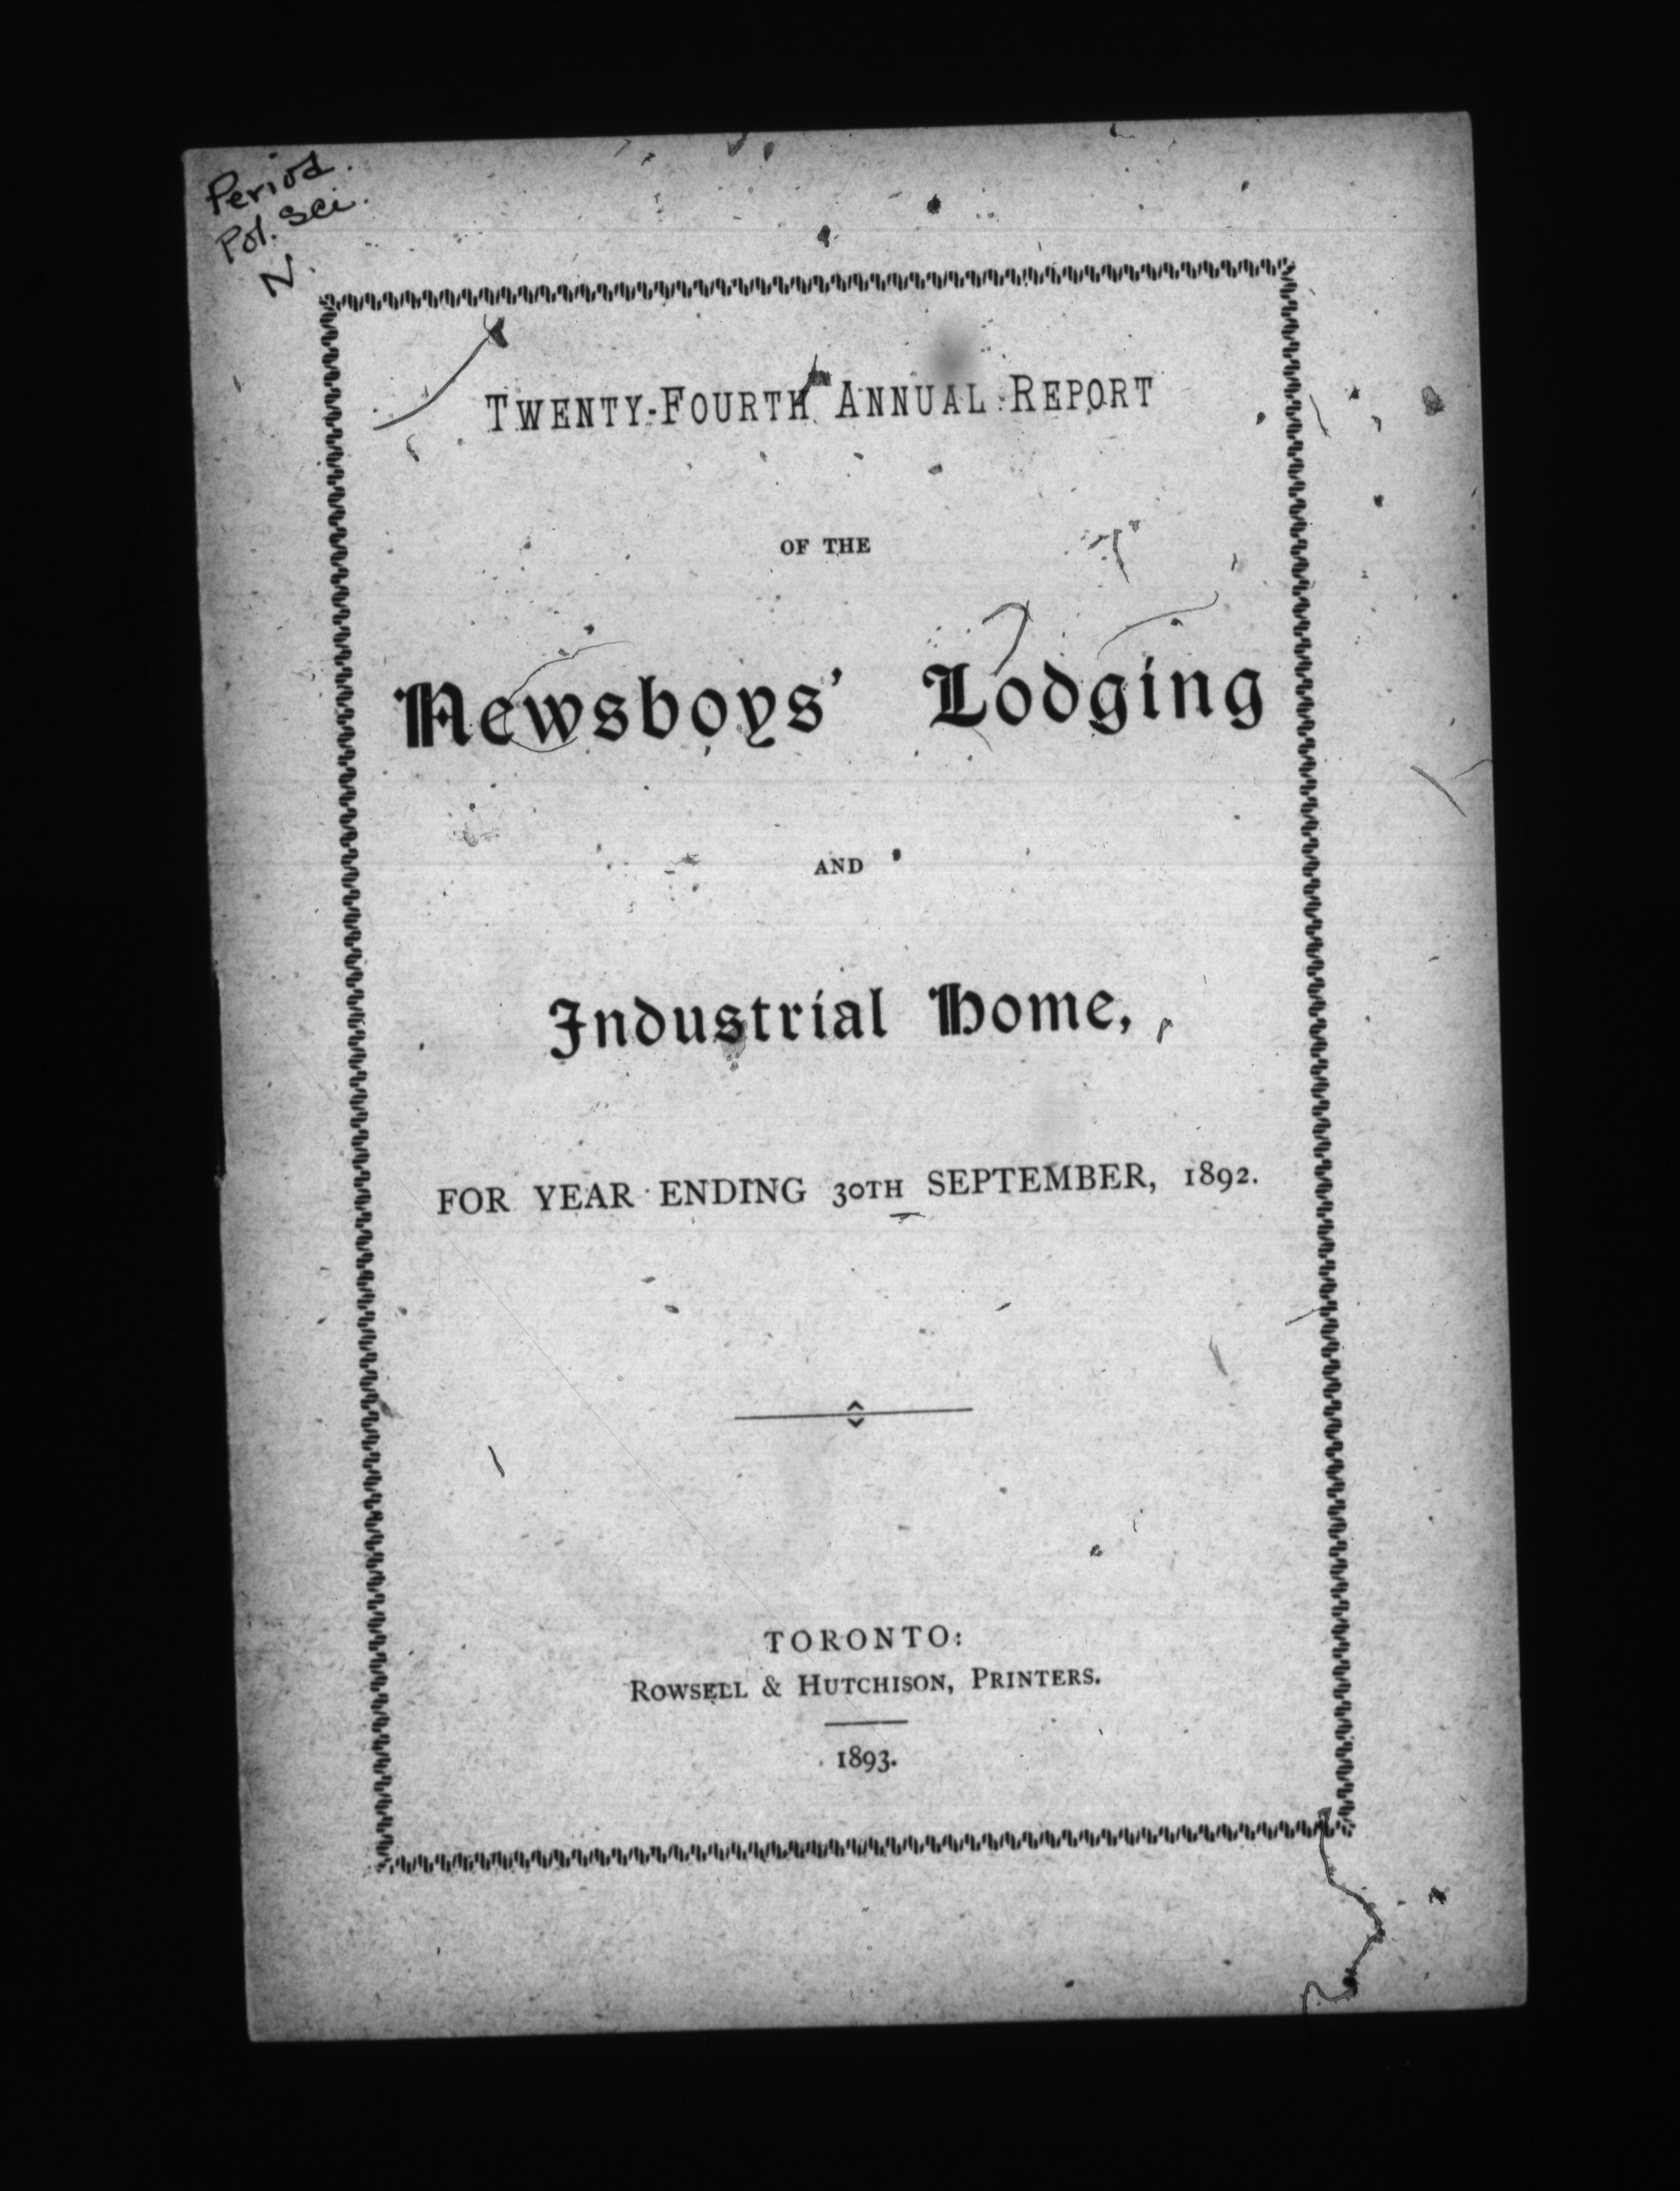 Period.
Pol. Sci.
N.
TWENTY-FOURTH ANNUAL REPORT
OF THE
Newsboys' Lodging
AND
Industrial Home,
FOR YEAR ENDING 30TH SEPTEMBER, 1892.
TORONTO:
ROWSELL & HUTCHISON, PRINTERS.
1893.